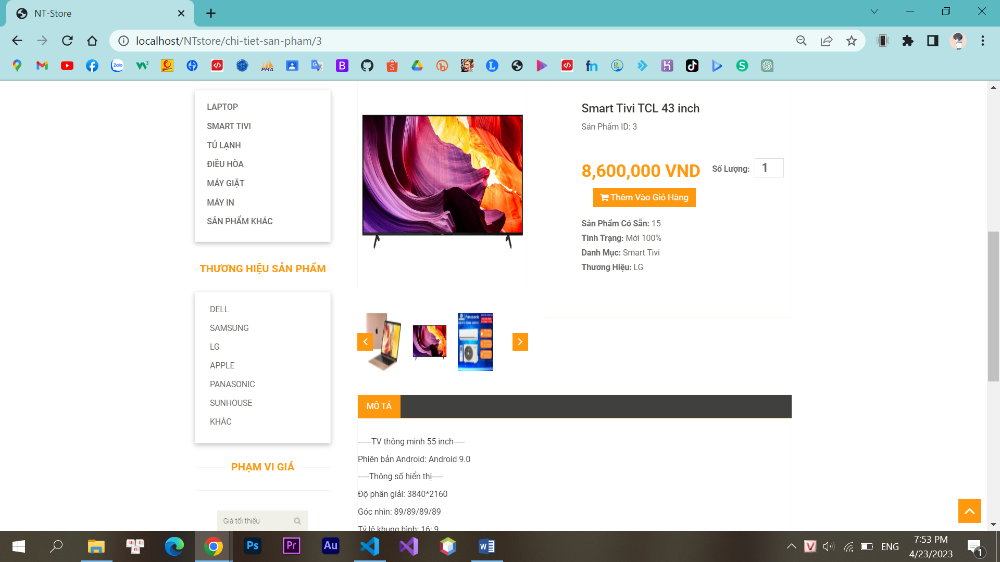 NT-Store
localhost/NTstore/chi-tiet-san-pham/3
LAPTOP
SMART TIVI
TỦ LẠNH
ĐIỀU HÒA
MÁY GIẶT
MÁY IN
SẢN PHẨM KHÁC
THƯƠNG HIỆU SẢN PHẨM
DELL
SAMSUNG
LG
APPLE
PANASONIC
SUNHOUSE
KHÁC
PHẠM VI GIÁ
Giá tối thiểu
Smart Tivi TCL 43 inch
Sản Phẩm ID: 3
8,600,000 VND
Số Lượng: 1
Thêm Vào Giỏ Hàng
Sản Phẩm Có Sẵn: 15
Tình Trạng: Mới 100%
Danh Mục: Smart Tivi
Thương Hiệu: LG
Panasonic
MÔ TẢ
------TV thông minh 55 inch-----
Phiên bản Android: Android 9.0
-----Thông số hiển thị-----
Độ phân giải: 3840*2160
Góc nhìn: 89/89/89/89
Tỷ lệ khung hình: 16: 9
ENG
7:53 PM
4/23/2023
1